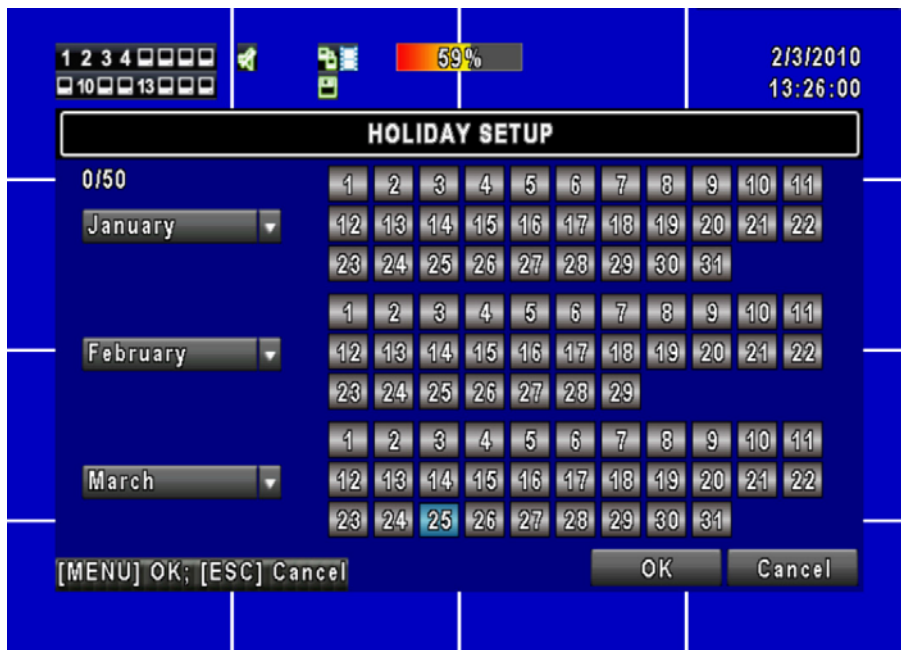 1 2 3 4
10 13
59%
2/3/2010
13:26:00
HOLIDAY SETUP
0/50
January
1 2 3 4 5 6 7 8 9 10 11
12 13 14 15 16 17 18 19 20 21 22
23 24 25 26 27 28 29 30 31
February
1 2 3 4 5 6 7 8 9 10 11
12 13 14 15 16 17 18 19 20 21 22
23 24 25 26 27 28 29
March
1 2 3 4 5 6 7 8 9 10 11
12 13 14 15 16 17 18 19 20 21 22
23 24 25 26 27 28 29 30 31
[MENU] OK; [ESC] Cancel
OK
Cancel